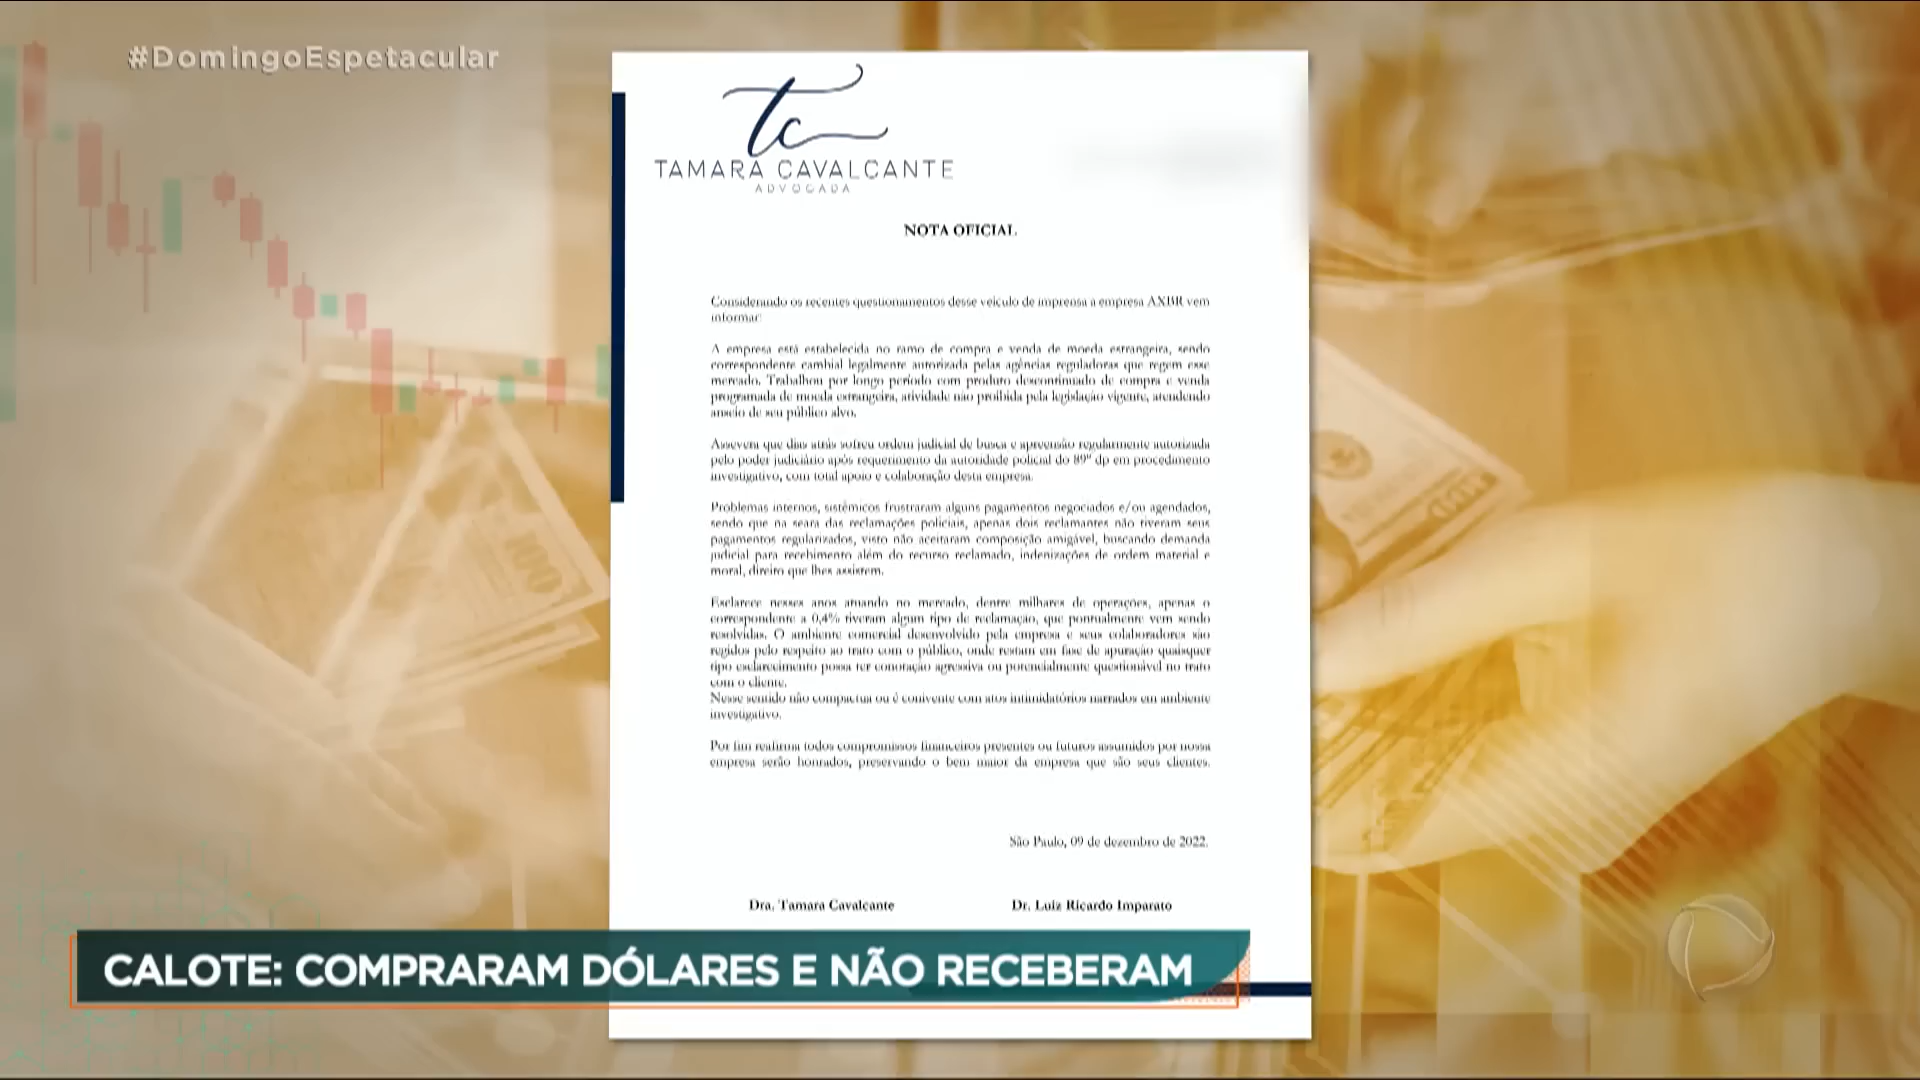 #DomingoEspetacular
tc
TAMARA CAVALCANTE
ADVOCADA
NOTA OFICIAL
Considerando os recentes questionamentos desse veículo de imprensa a empresa AXBR vem
informar:
A empresa está estabelecida no ramo de compra e venda de moeda estrangeira, sendo
correspondente cambial legalmente autorizada pelas agências reguladoras que regem esse
mercado. Trabalhou por longo período com produto descontinuado de compra e venda
programada de moeda estrangeira, atividade não proibida pela legislação vigente, atendendo
anseio de seu público alvo.
Assevera que dias atrás sofreu ordem judicial de busca e apreensão regularmente autorizada
pelo poder judiciário após requerimento da autoridade policial do 89º dp em procedimento
investigativo, com total apoio e colaboração desta empresa.
Problemas internos, sistêmicos frustraram alguns pagamentos negociados e/ou agendados,
sendo que na seara das reclamações policiais, apenas dois reclamantes não tiveram seus
pagamentos regularizados, visto não aceitaram composição amigável, buscando demanda
judicial para recebimento além do recurso reclamado, indenizações de ordem material e
moral, direito que lhes assistem.
Esclarece nesses anos atuando no mercado, dentre milhares de operações, apenas o
correspondente a 0,4% tiveram algum tipo de reclamação, que pontualmente vem sendo
resolvidas. O ambiente comercial desenvolvido pela empresa e seus colaboradores são
regidos pelo respeito ao trato com o público, onde restam em fase de apuração quaisquer
tipo esclarecimento possa ter conotação agressiva ou potencialmente questionável no trato
com o cliente.
Nesse sentido não compactua ou é conivente com atos intimidatórios narrados em ambiente
investigativo.
Por fim reafirma todos compromissos financeiros presentes ou futuros assumidos por nossa
empresa serão honrados, preservando o bem maior da empresa que são seus clientes.
São Paulo, 09 de dezembro de 2022.
Dra. Tamara Cavalcante
Dr. Luiz Ricardo Imparato
CALOTE: COMPRARAM DÓLARES E NÃO RECEBERAM
100
100